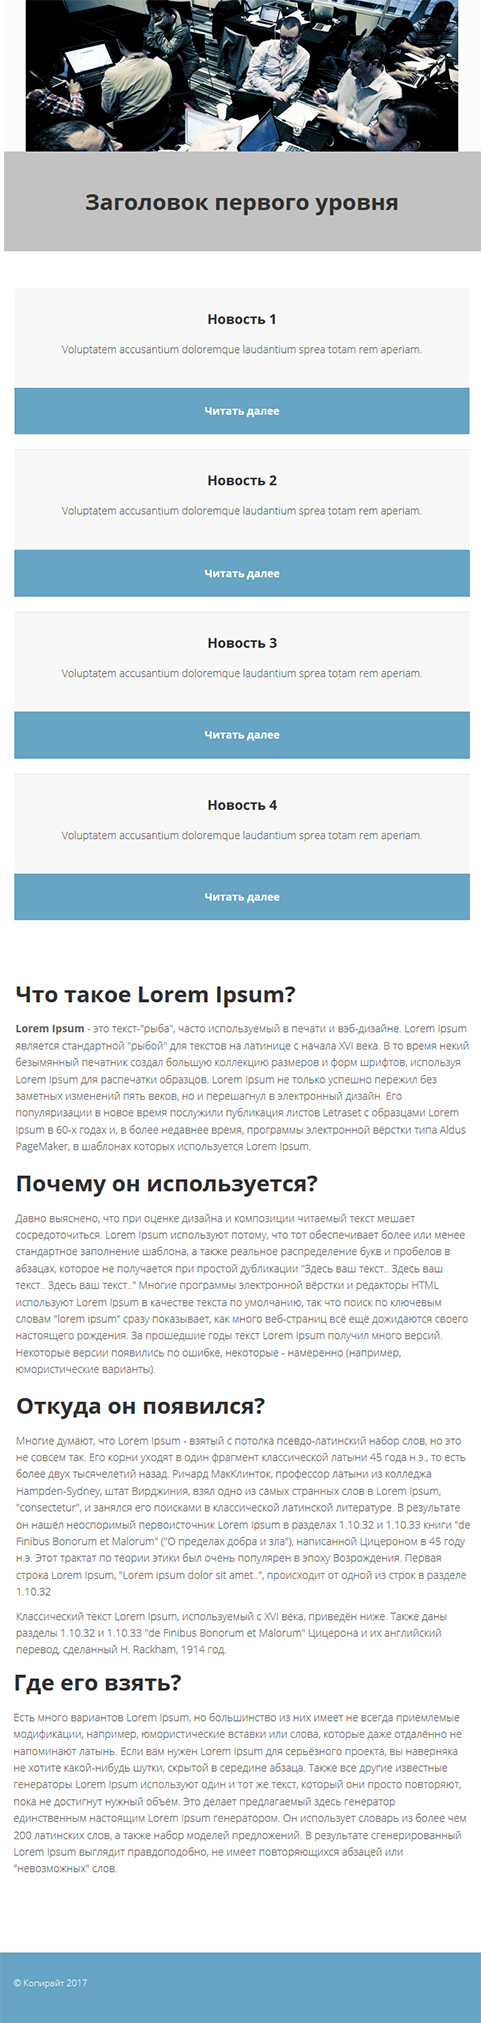 Заголовок первого уровня
Новость 1
Voluptatem accusantium doloremque laudantium sprea totam rem aperiam.
Читать далее
Новость 2
Voluptatem accusantium doloremque laudantium sprea totam rem aperiam.
Читать далее
Новость 3
Voluptatem accusantium doloremque laudantium sprea totam rem aperiam.
Читать далее
Новость 4
Voluptatem accusantium doloremque laudantium sprea totam rem aperiam.
Читать далее
Что такое Lorem Ipsum?
Lorem Ipsum - это текст-"рыба", часто используемый в печати и вэб-дизайне. Lorem Ipsum
является стандартной "рыбой" для текстов на латинице с начала XVI века. В то время некий
безымянный печатник создал большую коллекцию размеров и форм шрифтов, используя
Lorem Ipsum для распечатки образцов. Lorem Ipsum не только успешно пережил без
заметных изменений пять веков, но и перешагнул в электронный дизайн. Его
популяризации в новое время послужили публикация листов Letraset с образцами Lorem
Ipsum в 60-х годах и, в более недавнее время, программы электронной вёрстки типа Aldus
PageMaker, в шаблонах которых используется Lorem Ipsum.
Почему он используется?
Давно выяснено, что при оценке дизайна и композиции читаемый текст мешает
сосредоточиться. Lorem Ipsum используют потому, что тот обеспечивает более или менее
стандартное заполнение шаблона, а также реальное распределение букв и пробелов в
абзацах, которое не получается при простой дубликации "Здесь ваш текст.. Здесь ваш
текст.. Здесь ваш текст.." Многие программы электронной вёрстки и редакторы HTML
используют Lorem Ipsum в качестве текста по умолчанию, так что поиск по ключевым
словам "lorem ipsum" сразу показывает, как много веб-страниц всё ещё дожидаются своего
настоящего рождения. За прошедшие годы текст Lorem Ipsum получил много версий.
Некоторые версии появились по ошибке, некоторые - намеренно (например,
юмористические варианты).
Откуда он появился?
Многие думают, что Lorem Ipsum - взятый с потолка псевдо-латинский набор слов, но это
не совсем так. Его корни уходят в один фрагмент классической латыни 45 года н.э., то есть
более двух тысячелетий назад. Ричард МакКлинток, профессор латыни из колледжа
Hampden-Sydney, штат Вирджиния, взял одно из самых странных слов в Lorem Ipsum,
"consectetur", и занялся его поисками в классической латинской литературе. В результате
он нашёл неоспоримый первоисточник Lorem Ipsum в разделах 1.10.32 и 1.10.33 книги "de
Finibus Bonorum et Malorum" ("О пределах добра и зла"), написанной Цицероном в 45 году
н.э. Этот трактат по теории этики был очень популярен в эпоху Возрождения. Первая
строка Lorem Ipsum, "Lorem ipsum dolor sit amet..", происходит от одной из строк в разделе
1.10.32
Классический текст Lorem Ipsum, используемый с XVI века, приведён ниже. Также даны
разделы 1.10.32 и 1.10.33 "de Finibus Bonorum et Malorum" Цицерона и их английский
перевод, сделанный H. Rackham, 1914 год.
Где его взять?
Есть много вариантов Lorem Ipsum, но большинство из них имеет не всегда приемлемые
модификации, например, юмористические вставки или слова, которые даже отдалённо не
напоминают латынь. Если вам нужен Lorem Ipsum для серьёзного проекта, вы наверняка
не хотите какой-нибудь шутки, скрытой в середине абзаца. Также все другие известные
генераторы Lorem Ipsum используют один и тот же текст, который они просто повторяют,
пока не достигнут нужный объём. Это делает предлагаемый здесь генератор
единственным настоящим Lorem Ipsum генератором. Он использует словарь из более чем
200 латинских слов, а также набор моделей предложений. В результате сгенерированный
Lorem Ipsum выглядит правдоподобно, не имеет повторяющихся абзацей или
"невозможных" слов.
© Копирайт 2017